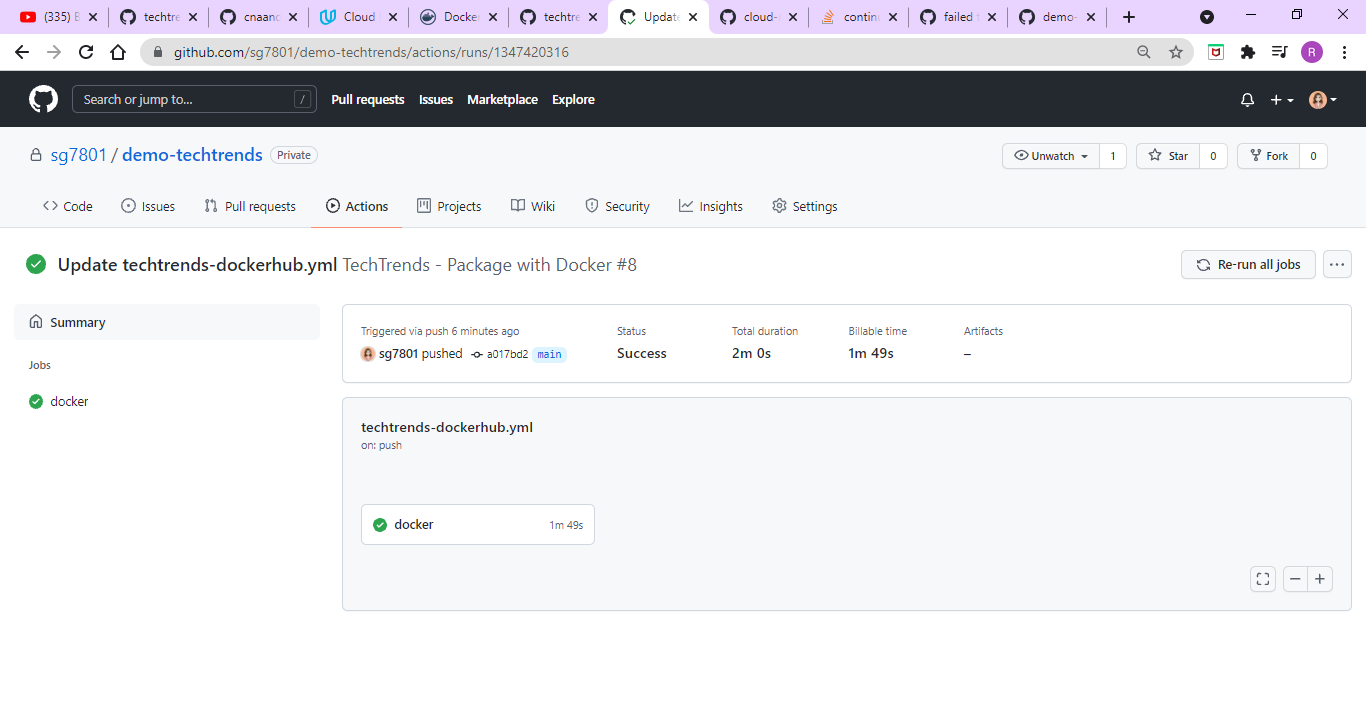 (335) E
techtre
cnaand
Cloud
Docker
techtre
Update
cloud-
contin
failed t
demo-
github.com/sg7801/demo-techtrends/actions/runs/1347420316
R
Search or jump to... /
Pull requests Issues Marketplace Explore
sg7801 / demo-techtrends Private
Unwatch 1 Star 0 Fork 0
Code Issues Pull requests Actions Projects Wiki Security Insights Settings
Update techtrends-dockerhub.yml TechTrends - Package with Docker #8
Re-run all jobs
Summary
Jobs
docker
Triggered via push 6 minutes ago
sg7801 pushed a017bd2 main
Status
Success
Total duration
2m 0s
Billable time
1m 49s
Artifacts
–
techtrends-dockerhub.yml
on: push
docker 1m 49s